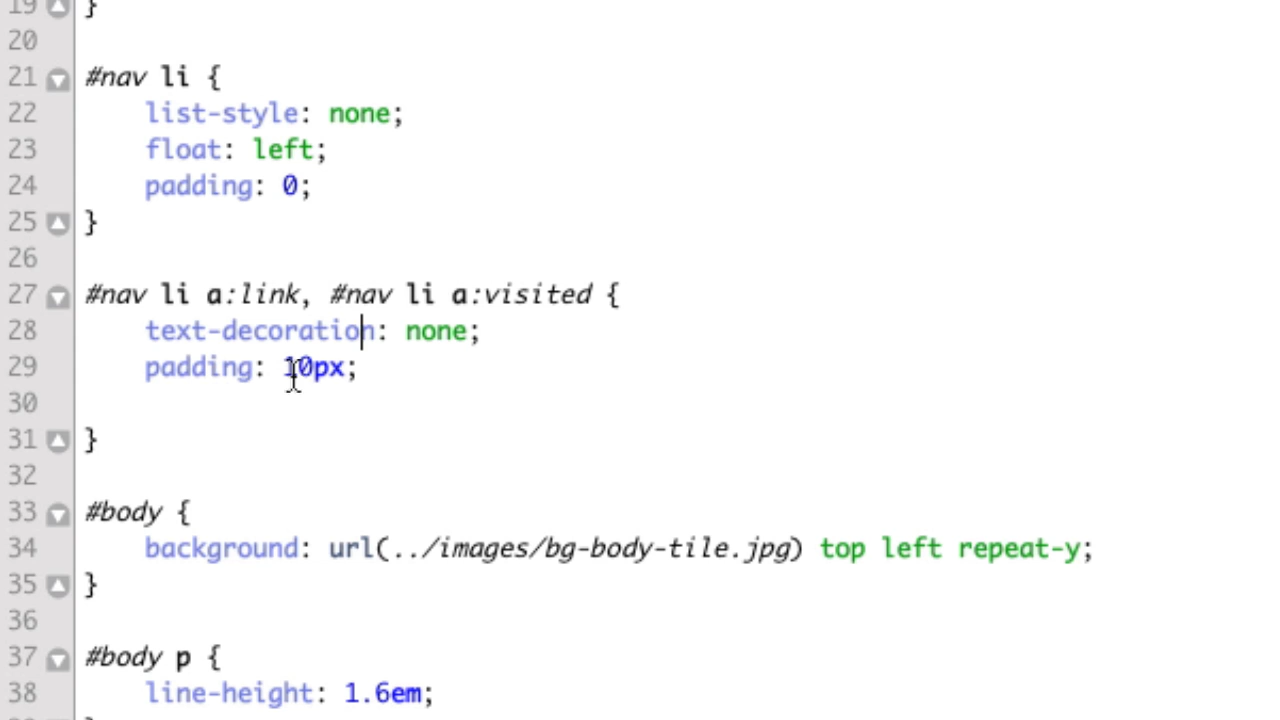 19 }
20
21 #nav li {
22 list-style: none;
23 float: left;
24 padding: 0;
25 }
26
27 #nav li a:link, #nav li a:visited {
28 text-decoration: none;
29 padding: 10px;
30
31 }
32
33 #body {
34 background: url(../images/bg-body-tile.jpg) top left repeat-y;
35 }
36
37 #body p {
38 line-height: 1.6em;